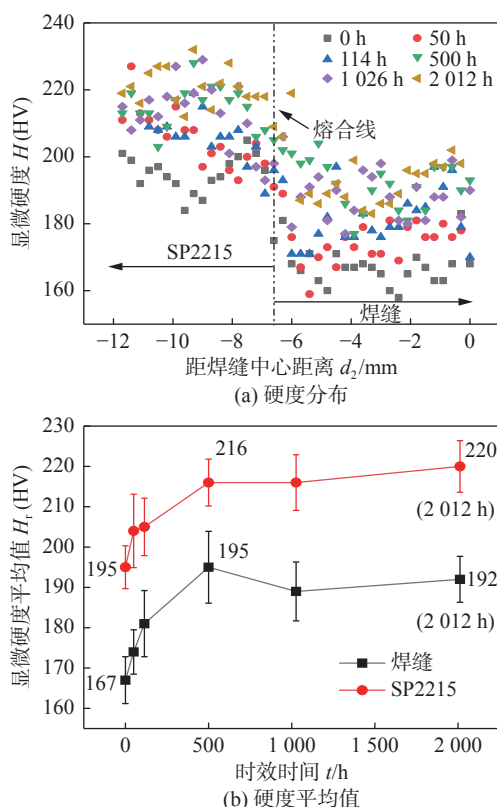 240
220
200
180
160
显微硬度 H (HV)
0 h 50 h
114 h 500 h
1 026 h 2 012 h
熔合线
SP2215
焊缝
−12 −10 −8 −6 −4 −2 0
距焊缝中心距离 d₂/mm
(a) 硬度分布
230
220
210
200
190
180
170
160
显微硬度平均值 Hᵣ (HV)
216
220
(2 012 h)
195
195
192
(2 012 h)
167
焊缝
SP2215
0 500 1 000 1 500 2 000
时效时间 t/h
(b) 硬度平均值